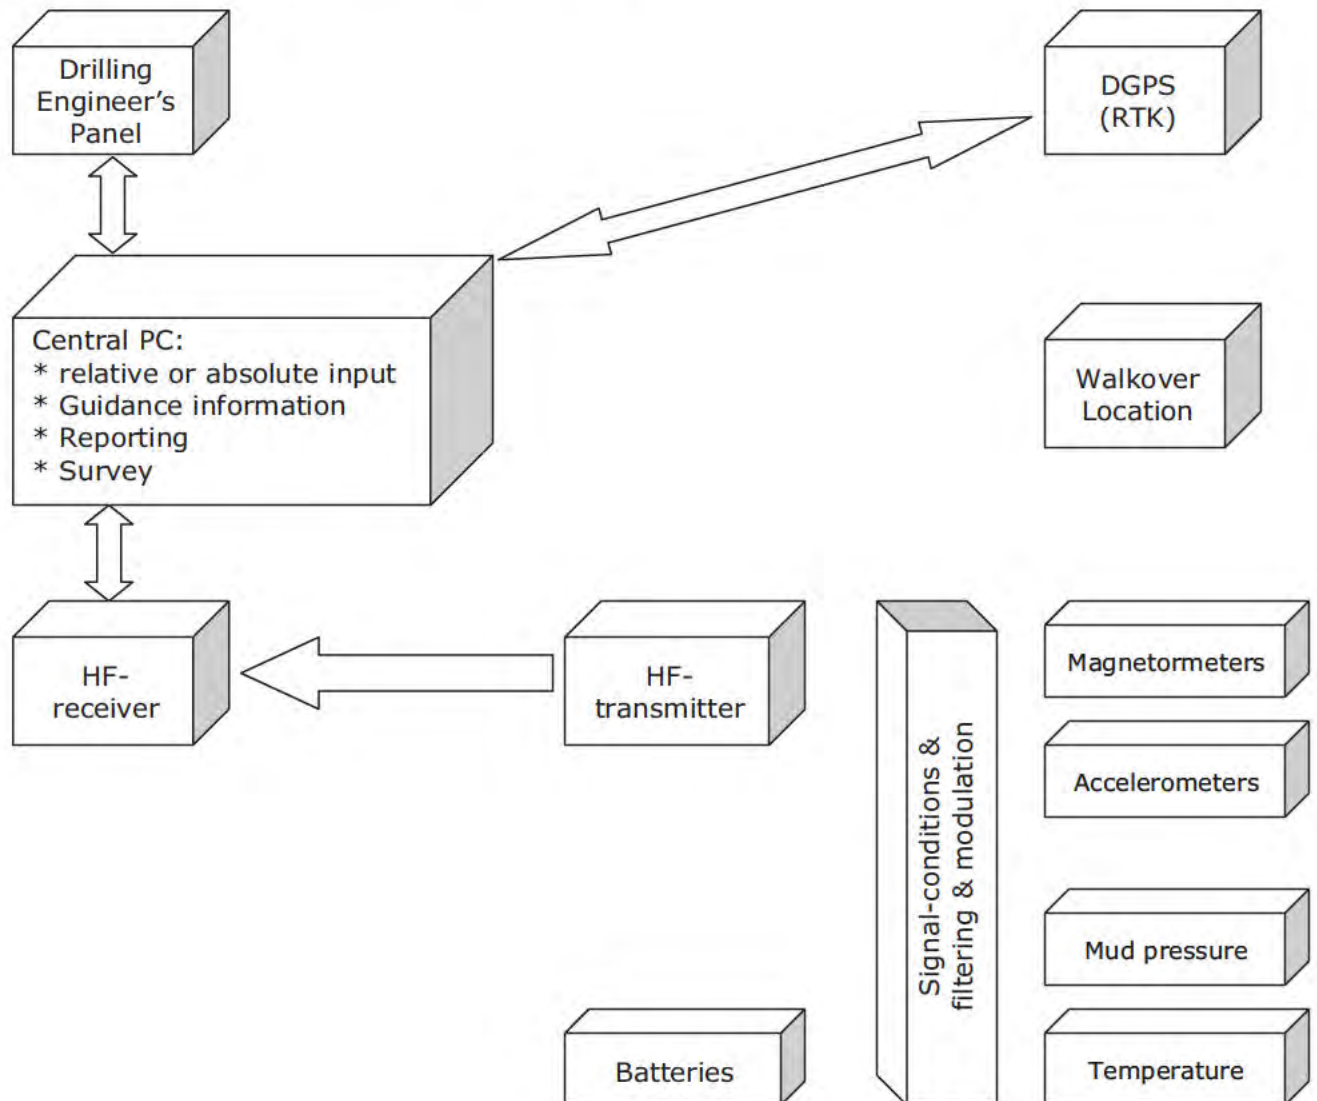 Drilling
Engineer’s
Panel
DGPS
(RTK)
Central PC:
* relative or absolute input
* Guidance information
* Reporting
* Survey
Walkover
Location
HF-
receiver
HF-
transmitter
Signal-conditions &
filtering & modulation
Magnetormeters
Accelerometers
Mud pressure
Batteries
Temperature